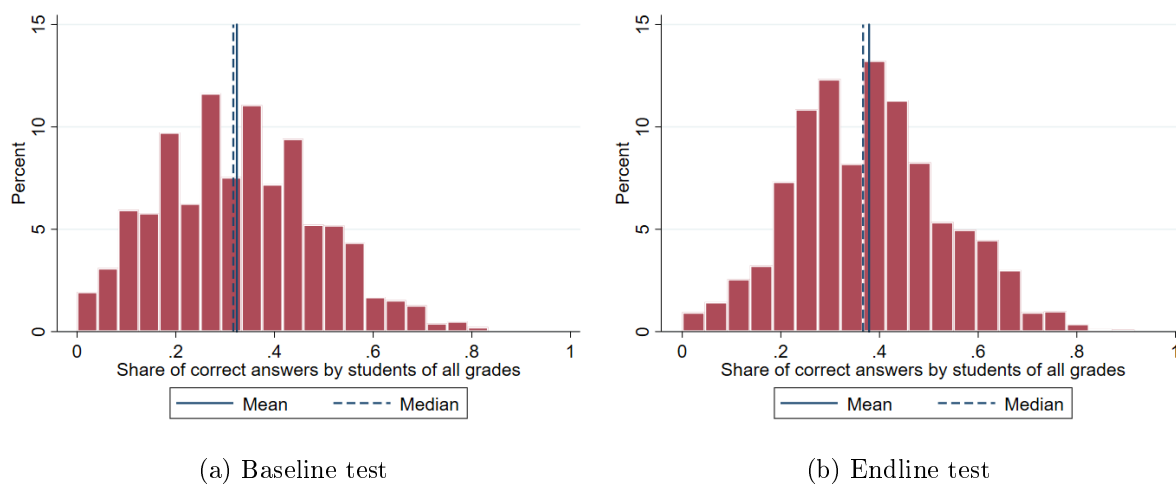 15
10
5
0
Percent
0
.2
.4
.6
.8
1
Share of correct answers by students of all grades
Mean
Median
(a) Baseline test
15
10
5
0
Percent
0
.2
.4
.6
.8
1
Share of correct answers by students of all grades
Mean
Median
(b) Endline test